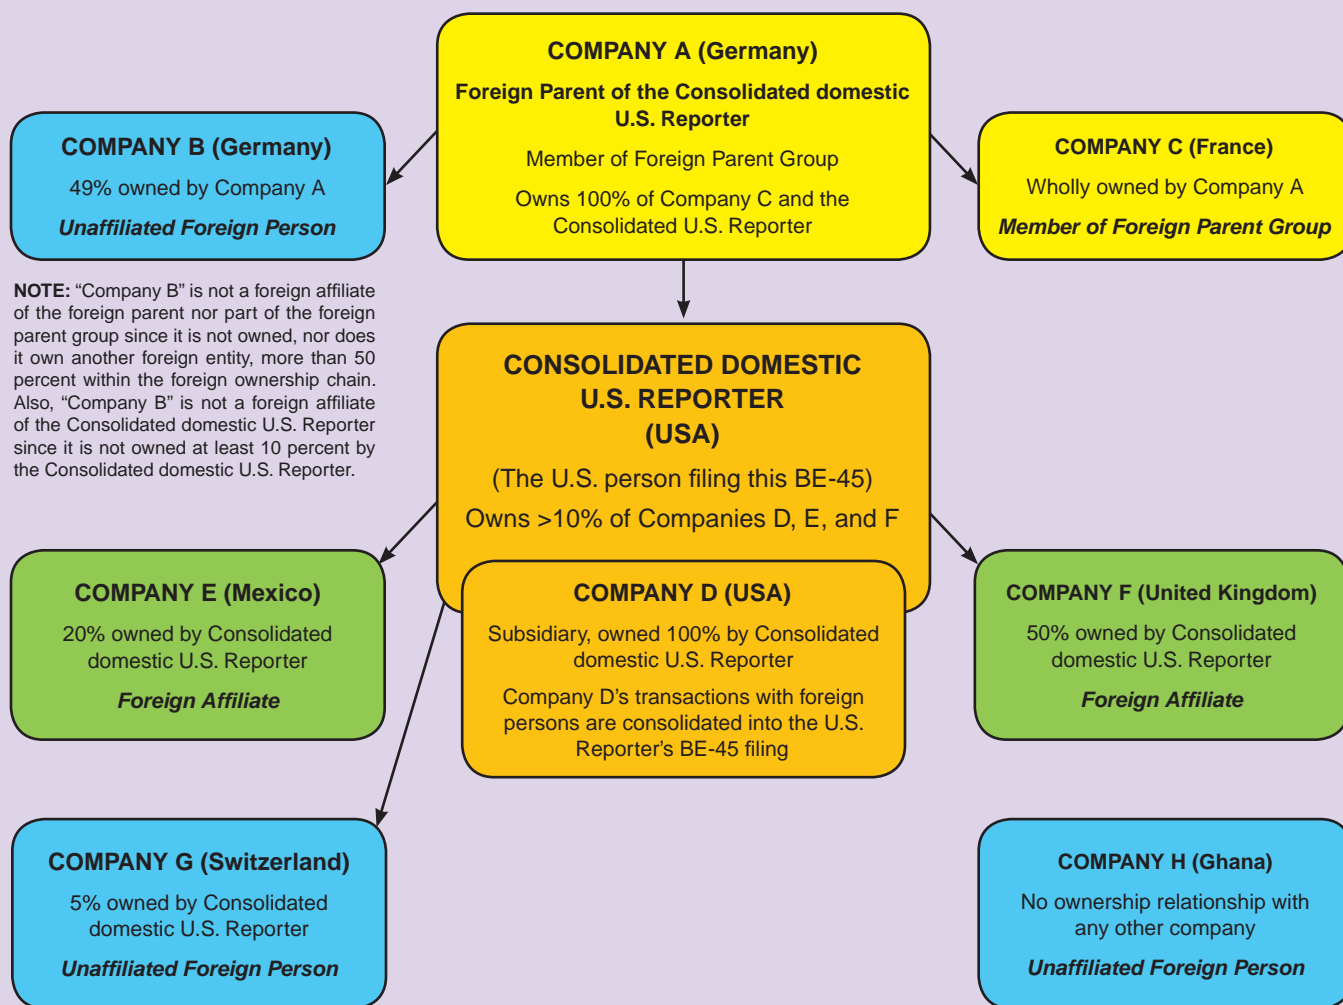 COMPANY A (Germany)
Foreign Parent of the Consolidated domestic
U.S. Reporter
Member of Foreign Parent Group
Owns 100% of Company C and the
Consolidated U.S. Reporter
COMPANY B (Germany)
49% owned by Company A
Unaffiliated Foreign Person
COMPANY C (France)
Wholly owned by Company A
Member of Foreign Parent Group
NOTE: “Company B” is not a foreign affiliate
of the foreign parent nor part of the foreign
parent group since it is not owned, nor does
it own another foreign entity, more than 50
percent within the foreign ownership chain.
Also, “Company B” is not a foreign affiliate
of the Consolidated domestic U.S. Reporter
since it is not owned at least 10 percent by
the Consolidated domestic U.S. Reporter.
CONSOLIDATED DOMESTIC
U.S. REPORTER
(USA)
(The U.S. person filing this BE-45)
Owns >10% of Companies D, E, and F
COMPANY E (Mexico)
20% owned by Consolidated
domestic U.S. Reporter
Foreign Affiliate
COMPANY D (USA)
Subsidiary, owned 100% by Consolidated
domestic U.S. Reporter
Company D’s transactions with foreign
persons are consolidated into the U.S.
Reporter’s BE-45 filing
COMPANY F (United Kingdom)
50% owned by Consolidated
domestic U.S. Reporter
Foreign Affiliate
COMPANY G (Switzerland)
5% owned by Consolidated
domestic U.S. Reporter
Unaffiliated Foreign Person
COMPANY H (Ghana)
No ownership relationship with
any other company
Unaffiliated Foreign Person